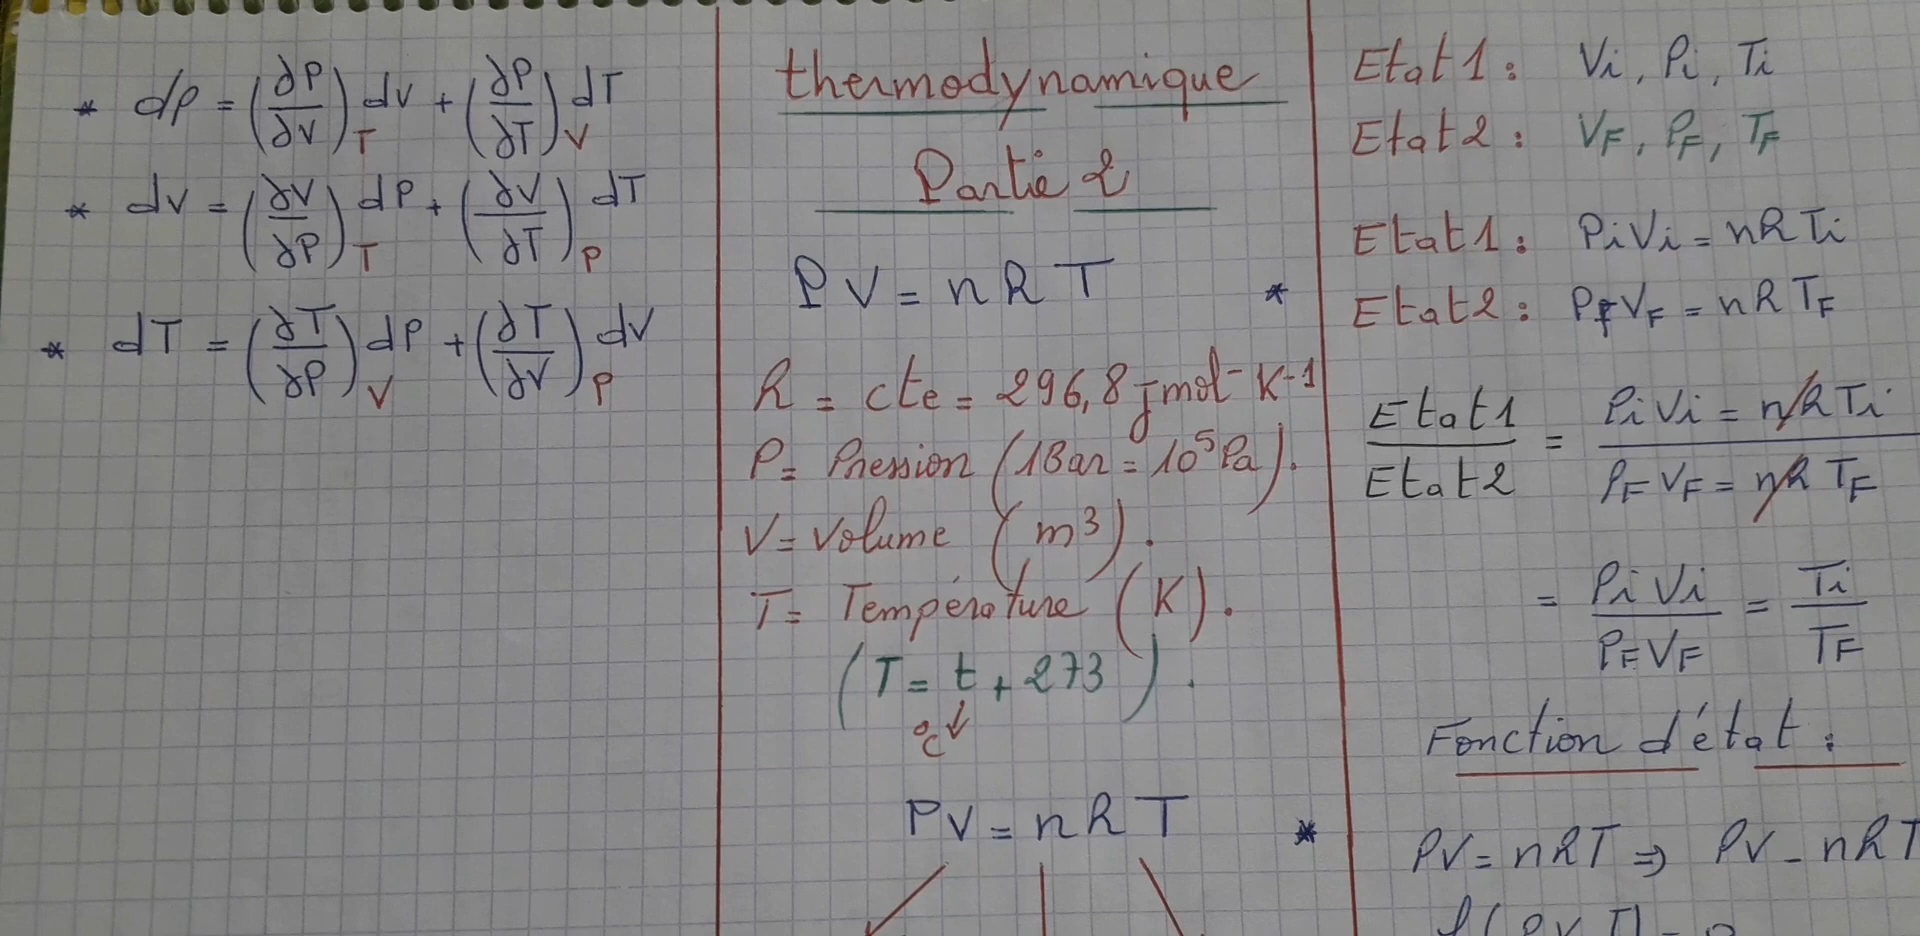 * dp = (∂P/∂V)_T dv + (∂P/∂T)_V dT
* dv = (∂V/∂P)_T dP + (∂V/∂T)_P dT
* dT = (∂T/∂P)_V dP + (∂T/∂V)_P dV
thermodynamique
Partie 2
PV = nRT *
R = cte = 296,8 J mol⁻ K⁻¹
P = Pression (1Bar = 10⁵ Pa).
V = Volume (m³).
T = Température (K).
(T = t + 273).
°C ↓
PV = nRT *
Etat 1 : Vi, Pi, Ti
Etat 2 : VF, PF, TF
Etat 1 : PiVi = nRTi
Etat 2 : PfVF = nRTF
Etat 1 / Etat 2 = PiVi = nRTi / PFVF = nRTF
= PiVi / PFVF = Ti / TF
Fonction d'état :
PV = nRT ⇒ PV - nRT